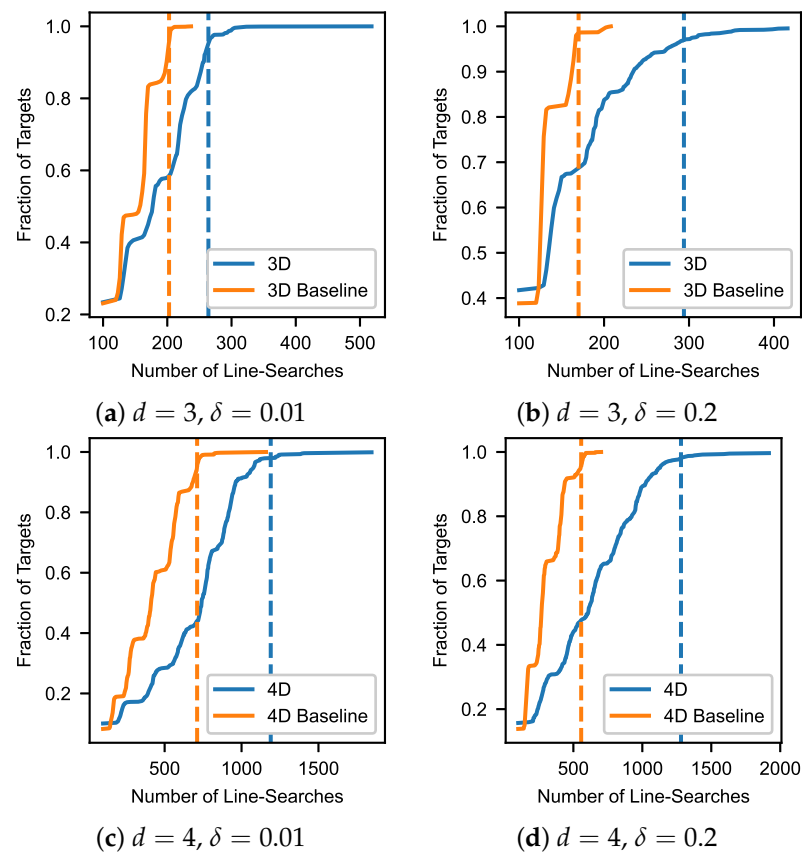 1.0
0.8
0.6
0.4
0.2
Fraction of Targets
100 200 300 400 500
Number of Line-Searches
3D
3D Baseline
(a) d = 3, δ = 0.01
1.0
0.9
0.8
0.7
0.6
0.5
0.4
Fraction of Targets
100 200 300 400
Number of Line-Searches
3D
3D Baseline
(b) d = 3, δ = 0.2
1.0
0.8
0.6
0.4
0.2
Fraction of Targets
500 1000 1500
Number of Line-Searches
4D
4D Baseline
(c) d = 4, δ = 0.01
1.0
0.8
0.6
0.4
0.2
Fraction of Targets
500 1000 1500 2000
Number of Line-Searches
4D
4D Baseline
(d) d = 4, δ = 0.2